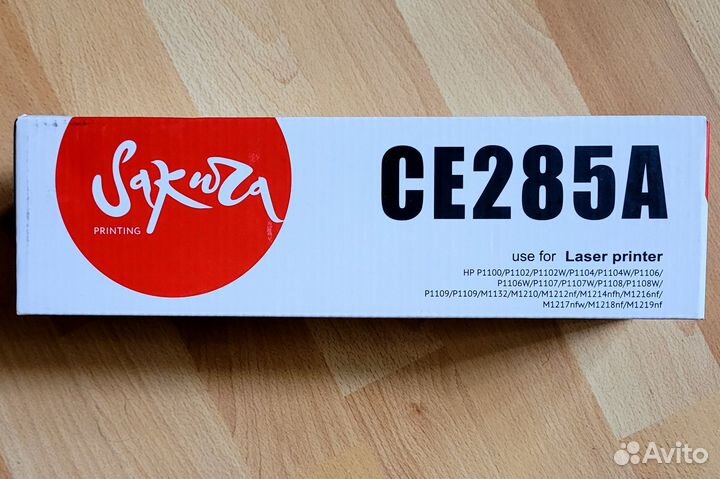 Sakura
PRINTING
CE285A
use for Laser printer
HP P1100/P1102/P1102W/P1104/P1104W/P1106/
P1106W/P1107/P1107W/P1108/P1108W/
P1109/P1109/M1132/M1210/M1212nf/M1214nfh/M1216nf/
M1217nfw/M1218nf/M1219nf
Avito